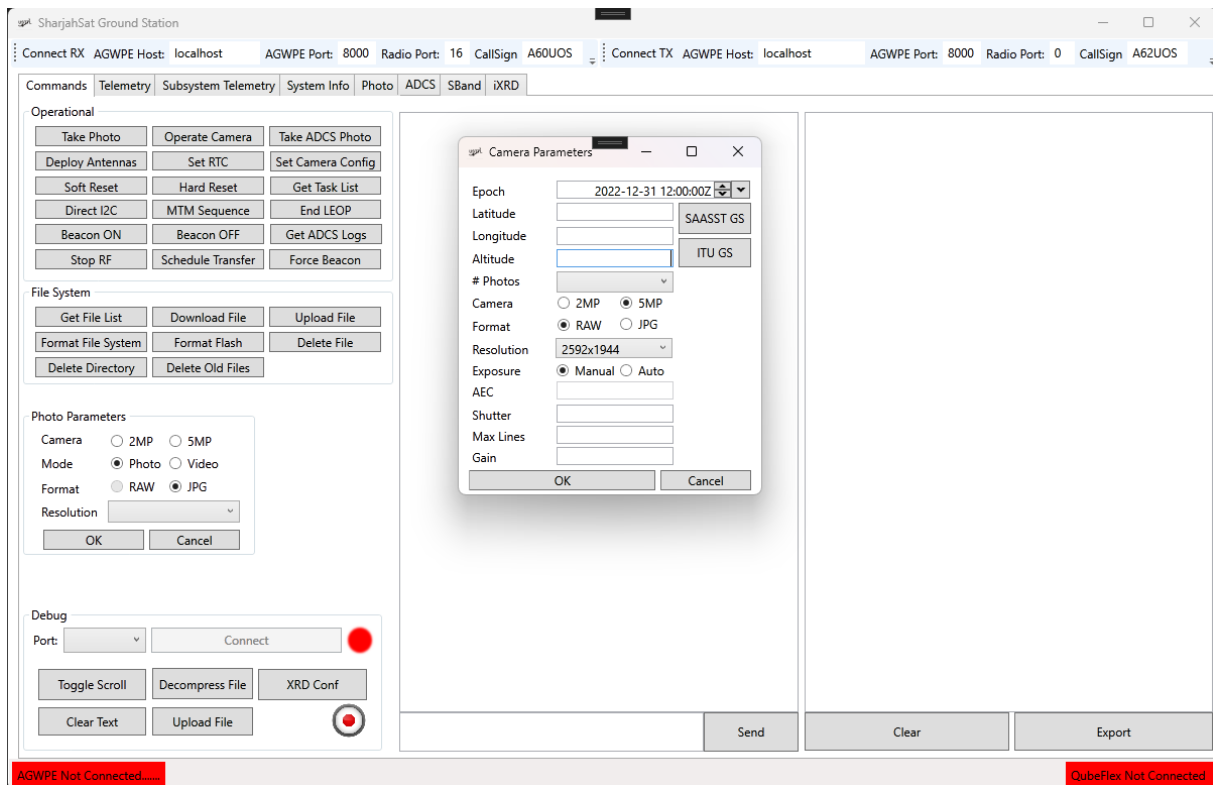 SharjahSat Ground Station
Connect RX AGWPE Host: localhost AGWPE Port: 8000 Radio Port: 16 CallSign A60UOS Connect TX AGWPE Host: localhost AGWPE Port: 8000 Radio Port: 0 CallSign A62UOS
Commands Telemetry Subsystem Telemetry System Info Photo ADCS SBand iXRD
Operational
Take Photo Operate Camera Take ADCS Photo
Deploy Antennas Set RTC Set Camera Config
Soft Reset Hard Reset Get Task List
Direct I2C MTM Sequence End LEOP
Beacon ON Beacon OFF Get ADCS Logs
Stop RF Schedule Transfer Force Beacon
File System
Get File List Download File Upload File
Format File System Format Flash Delete File
Delete Directory Delete Old Files
Photo Parameters
Camera 2MP 5MP
Mode Photo Video
Format RAW JPG
Resolution
OK Cancel
Debug
Port: Connect
Toggle Scroll Decompress File XRD Conf
Clear Text Upload File
Camera Parameters
Epoch 2022-12-31 12:00:00Z
Latitude SAASST GS
Longitude
Altitude ITU GS
# Photos
Camera 2MP 5MP
Format RAW JPG
Resolution 2592x1944
Exposure Manual Auto
AEC
Shutter
Max Lines
Gain
OK Cancel
Send Clear Export
AGWPE Not Connected...... QubeFlex Not Connected